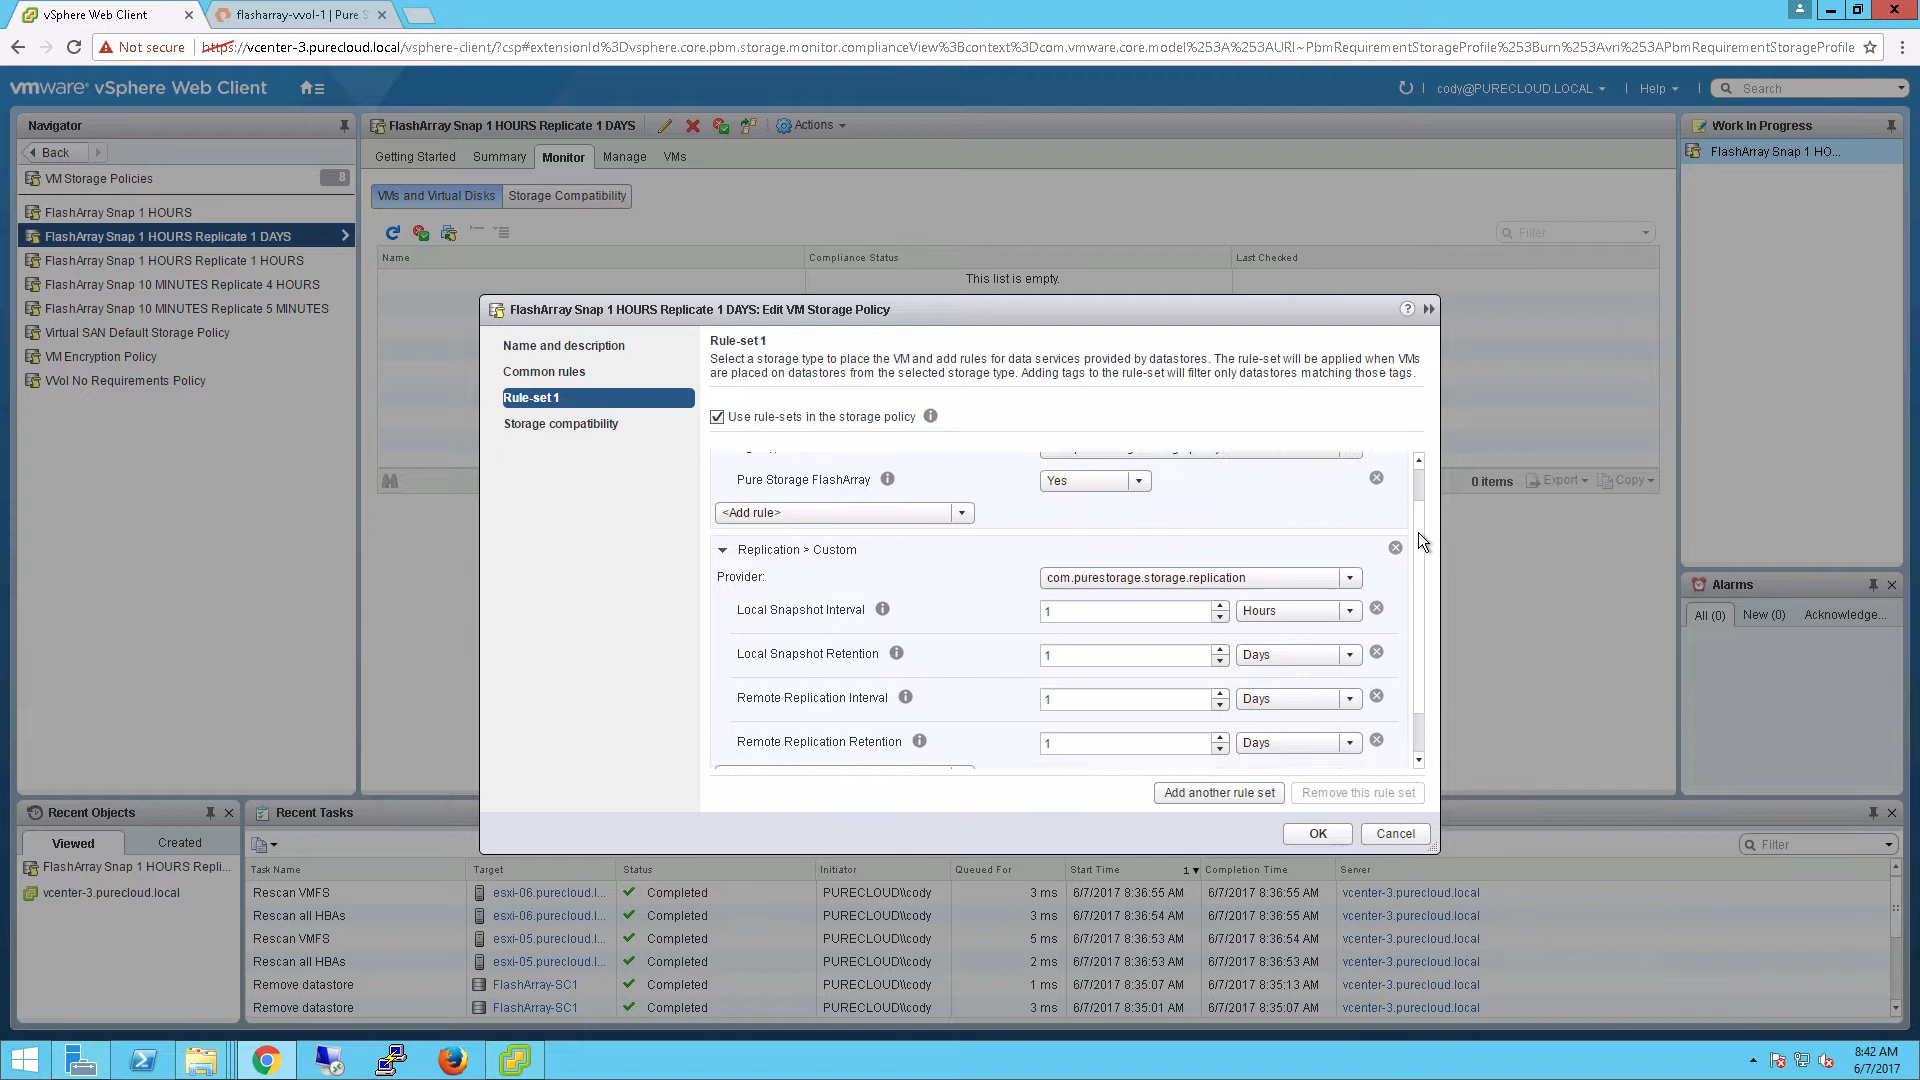 vSphere Web Client
flasharray-vvol-1 | Pure S
Not secure
https://vcenter-3.purecloud.local/vsphere-client/?csp#extensionId%3Dvsphere.core.pbm.storage.monitor.complianceView%3Bcontext%3Dcom.vmware.core.model%253A%253AURI~PbmRequirementStorageProfile%253Burn%253Avri%253APbmRequirementStorageProfile
vmware® vSphere Web Client
cody@PURECLOUD.LOCAL
Help
Search
Navigator
Back
VM Storage Policies
8
FlashArray Snap 1 HOURS
FlashArray Snap 1 HOURS Replicate 1 DAYS
FlashArray Snap 1 HOURS Replicate 1 HOURS
FlashArray Snap 10 MINUTES Replicate 4 HOURS
FlashArray Snap 10 MINUTES Replicate 5 MINUTES
Virtual SAN Default Storage Policy
VM Encryption Policy
VVol No Requirements Policy
FlashArray Snap 1 HOURS Replicate 1 DAYS
Actions
Getting Started
Summary
Monitor
Manage
VMs
VMs and Virtual Disks
Storage Compatibility
Filter
Name
Compliance Status
Last Checked
This list is empty.
0 items
Export
Copy
Work In Progress
FlashArray Snap 1 HO...
Alarms
All (0)
New (0)
Acknowledge...
FlashArray Snap 1 HOURS Replicate 1 DAYS: Edit VM Storage Policy
?
Name and description
Common rules
Rule-set 1
Storage compatibility
Rule-set 1
Select a storage type to place the VM and add rules for data services provided by datastores. The rule-set will be applied when VMs
are placed on datastores from the selected storage type. Adding tags to the rule-set will filter only datastores matching those tags.
Use rule-sets in the storage policy
Pure Storage FlashArray
Yes
<Add rule>
Replication > Custom
Provider:
com.purestorage.storage.replication
Local Snapshot Interval
1
Hours
Local Snapshot Retention
1
Days
Remote Replication Interval
1
Days
Remote Replication Retention
1
Days
Add another rule set
Remove this rule set
OK
Cancel
Recent Objects
Viewed
Created
FlashArray Snap 1 HOURS Repli...
vcenter-3.purecloud.local
Recent Tasks
Filter
Task Name Target Status Initiator Queued For Start Time 1 Completion Time Server
Rescan VMFS esxi-06.purecloud.l... Completed PURECLOUD\\cody 3 ms 6/7/2017 8:36:55 AM 6/7/2017 8:36:55 AM vcenter-3.purecloud.local
Rescan all HBAs esxi-06.purecloud.l... Completed PURECLOUD\\cody 3 ms 6/7/2017 8:36:54 AM 6/7/2017 8:36:55 AM vcenter-3.purecloud.local
Rescan VMFS esxi-05.purecloud.l... Completed PURECLOUD\\cody 5 ms 6/7/2017 8:36:53 AM 6/7/2017 8:36:54 AM vcenter-3.purecloud.local
Rescan all HBAs esxi-05.purecloud.l... Completed PURECLOUD\\cody 2 ms 6/7/2017 8:36:53 AM 6/7/2017 8:36:53 AM vcenter-3.purecloud.local
Remove datastore FlashArray-SC1 Completed PURECLOUD\\cody 1 ms 6/7/2017 8:35:07 AM 6/7/2017 8:35:13 AM vcenter-3.purecloud.local
Remove datastore FlashArray-SC1 Completed PURECLOUD\\cody 3 ms 6/7/2017 8:35:01 AM 6/7/2017 8:35:07 AM vcenter-3.purecloud.local
8:42 AM
6/7/2017